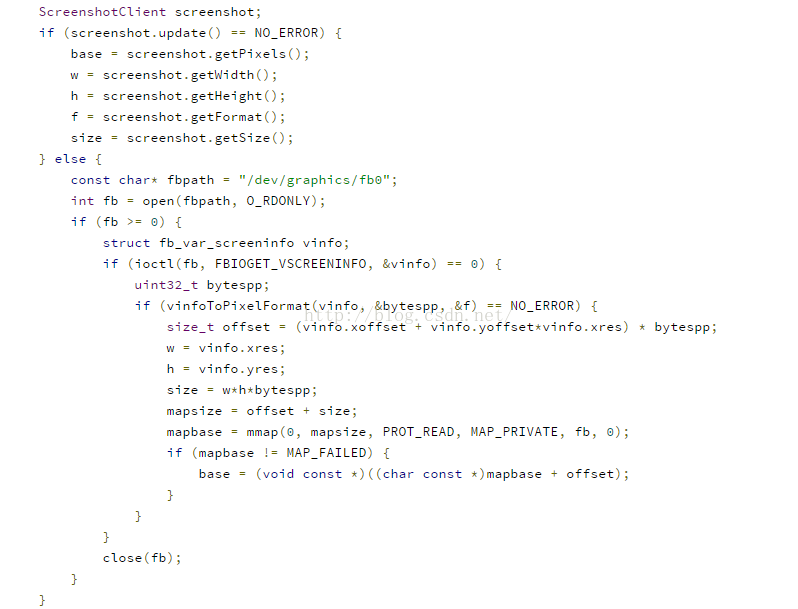 ScreenshotClient screenshot;
if (screenshot.update() == NO_ERROR) {
    base = screenshot.getPixels();
    w = screenshot.getWidth();
    h = screenshot.getHeight();
    f = screenshot.getFormat();
    size = screenshot.getSize();
} else {
    const char* fbpath = "/dev/graphics/fb0";
    int fb = open(fbpath, O_RDONLY);
    if (fb >= 0) {
        struct fb_var_screeninfo vinfo;
        if (ioctl(fb, FBIOGET_VSCREENINFO, &vinfo) == 0) {
            uint32_t bytespp;
            if (vinfoToPixelFormat(vinfo, &bytespp, &f) == NO_ERROR) {
http://blog.csdn.net/
                size_t offset = (vinfo.xoffset + vinfo.yoffset*vinfo.xres) * bytespp;
                w = vinfo.xres;
                h = vinfo.yres;
                size = w*h*bytespp;
                mapsize = offset + size;
                mapbase = mmap(0, mapsize, PROT_READ, MAP_PRIVATE, fb, 0);
                if (mapbase != MAP_FAILED) {
                    base = (void const *)((char const *)mapbase + offset);
                }
            }
        }
        close(fb);
    }
}